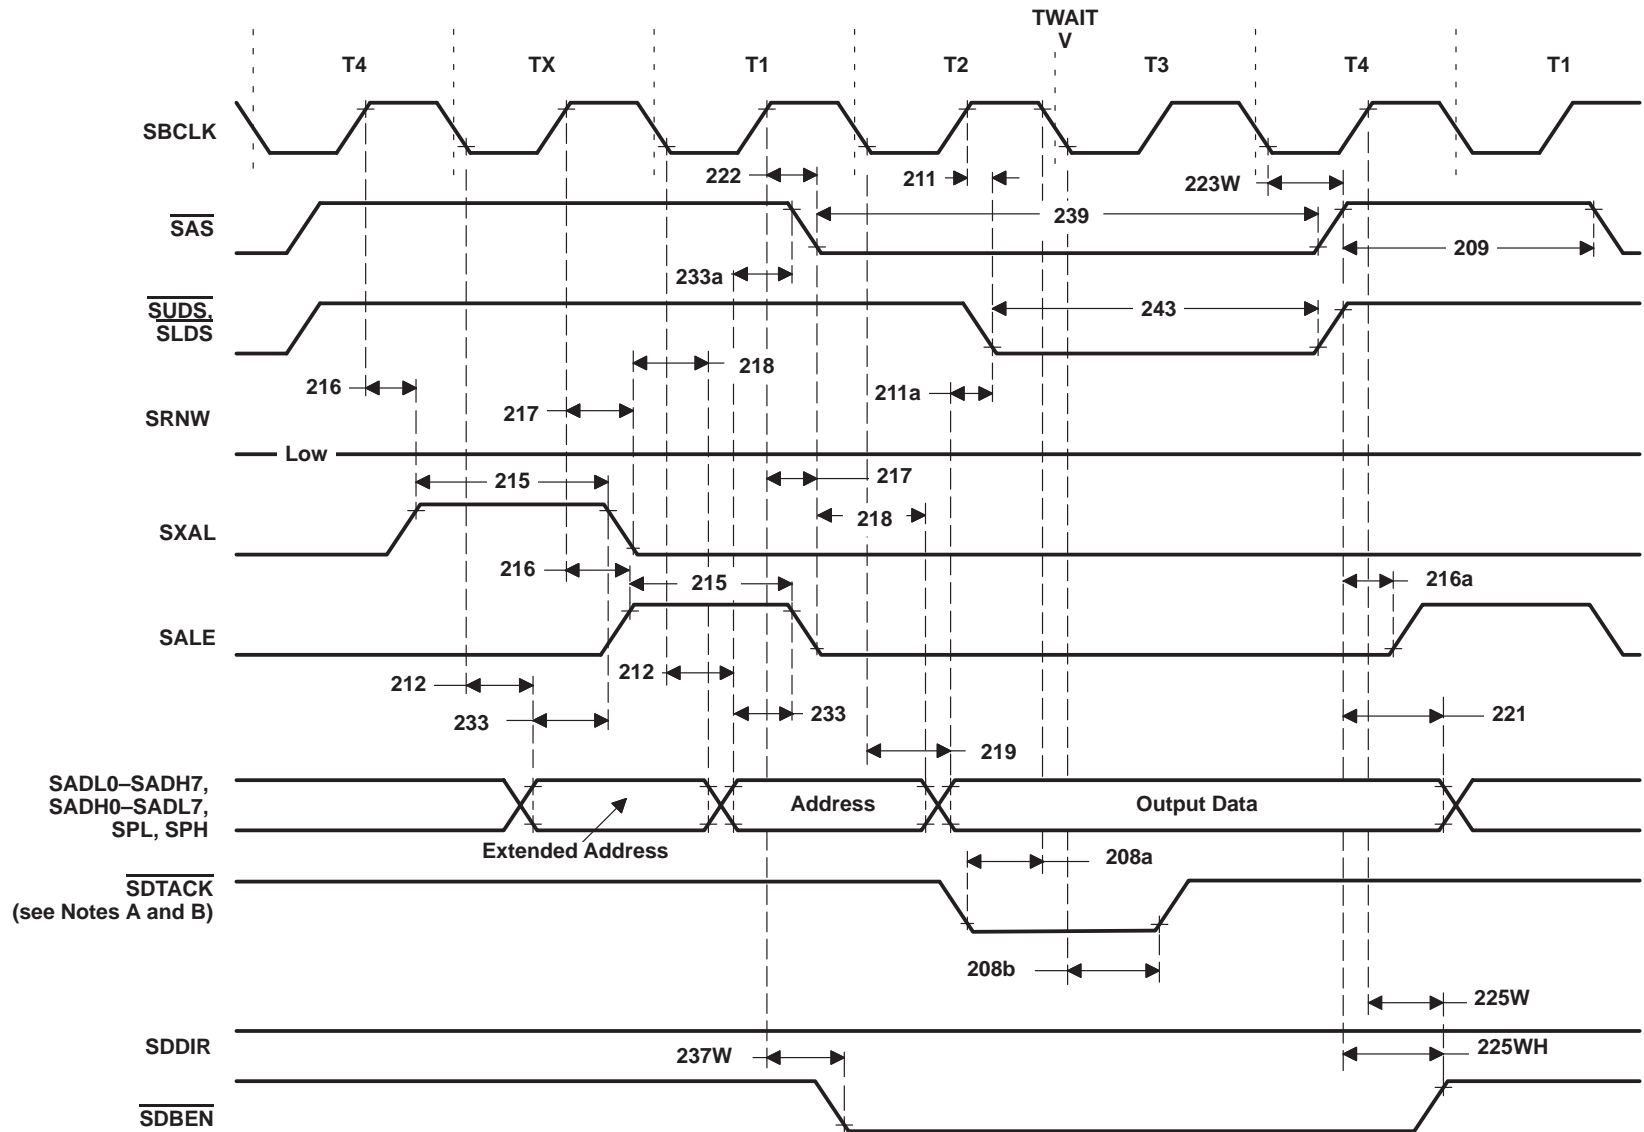 TWAIT
V
T4 TX T1 T2 T3 T4 T1
SBCLK
222 211 223W
SAS
239
209
233a
SUDS,
SLDS
243
218
216 211a
217
SRNW
Low
215 217
218
SXAL
216 215 216a
SALE
212 212
233 233 221
219
SADL0–SADH7,
SADH0–SADL7,
SPL, SPH
Address Output Data
Extended Address
208a
SDTACK
(see Notes A and B)
208b
225W
SDDIR
237W 225WH
SDBEN